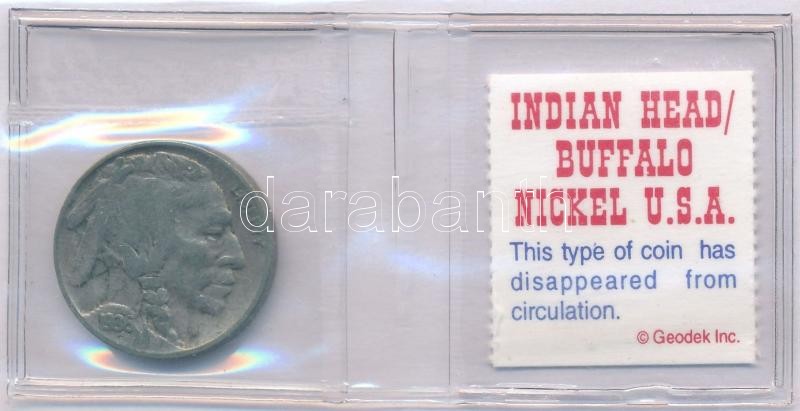 INDIAN HEAD/
BUFFALO
NICKEL U.S.A.
This type of coin has
disappeared from
circulation.
© Geodek Inc.
darabanth